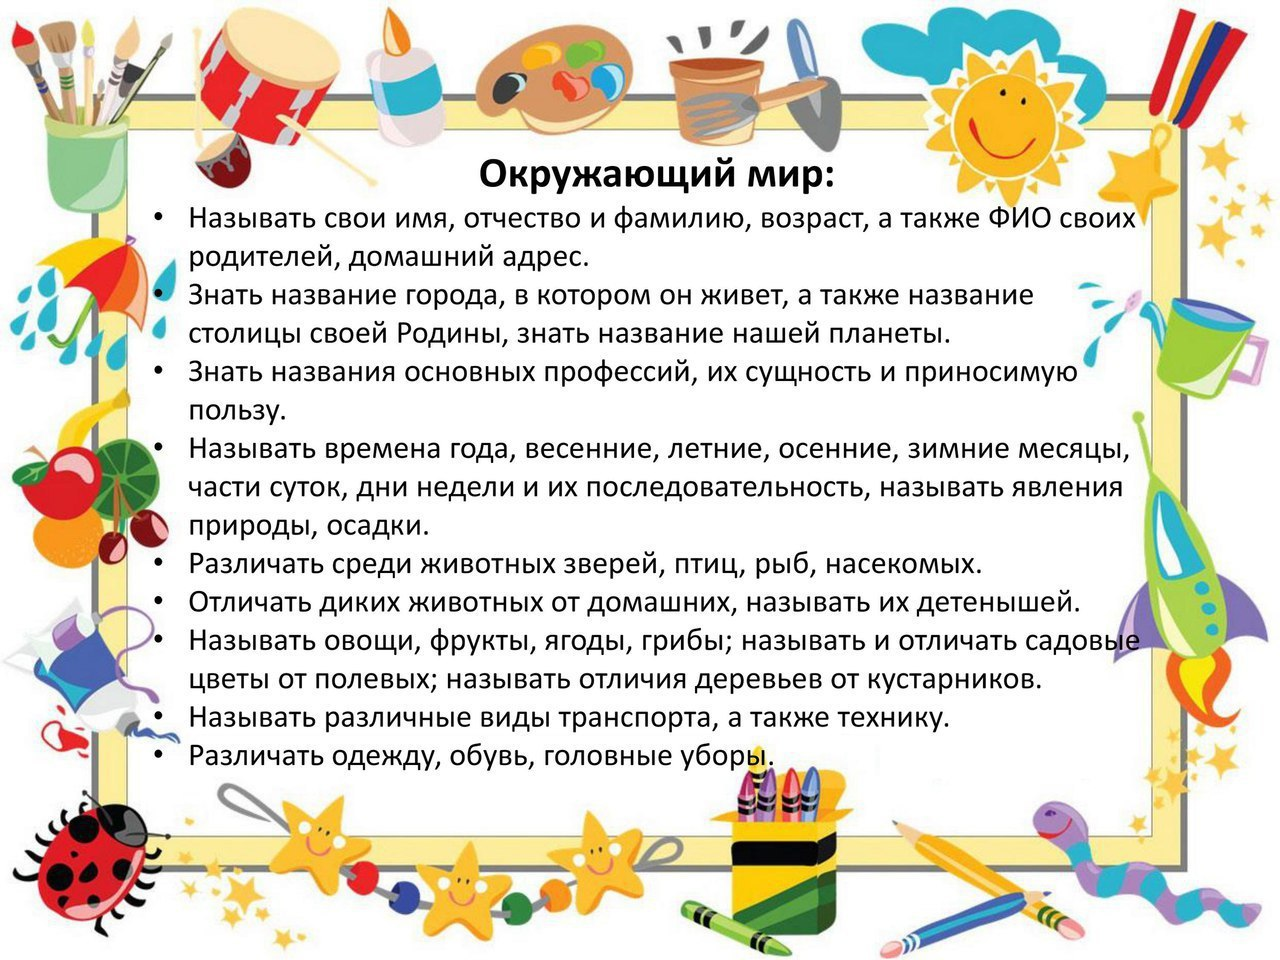 Окружающий мир:
• Называть свои имя, отчество и фамилию, возраст, а также ФИО своих
родителей, домашний адрес.
• Знать название города, в котором он живет, а также название
столицы своей Родины, знать название нашей планеты.
• Знать названия основных профессий, их сущность и приносимую
пользу.
• Называть времена года, весенние, летние, осенние, зимние месяцы,
части суток, дни недели и их последовательность, называть явления
природы, осадки.
• Различать среди животных зверей, птиц, рыб, насекомых.
• Отличать диких животных от домашних, называть их детенышей.
• Называть овощи, фрукты, ягоды, грибы; называть и отличать садовые
цветы от полевых; называть отличия деревьев от кустарников.
• Называть различные виды транспорта, а также технику.
• Различать одежду, обувь, головные уборы.